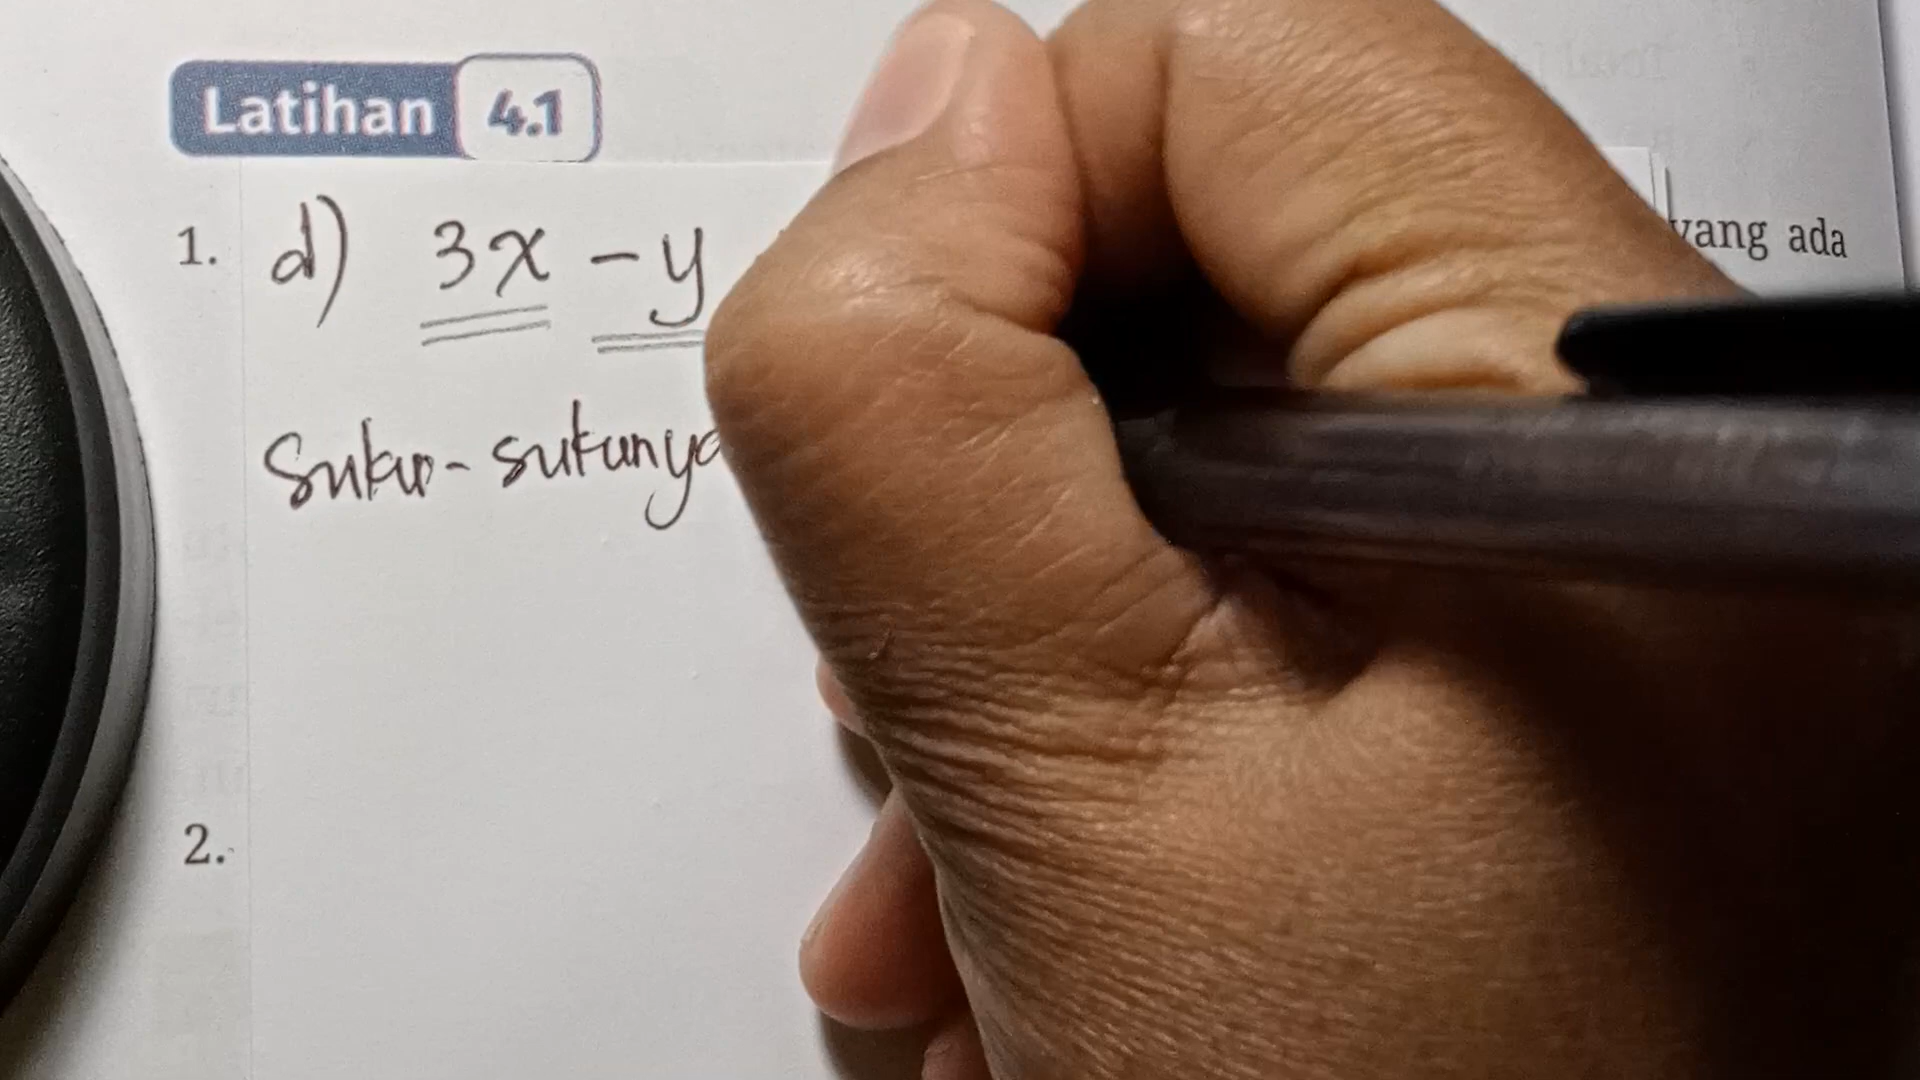 Latihan 4.1
1. d) 3x - y
yang ada
Suku-sukunya
2.